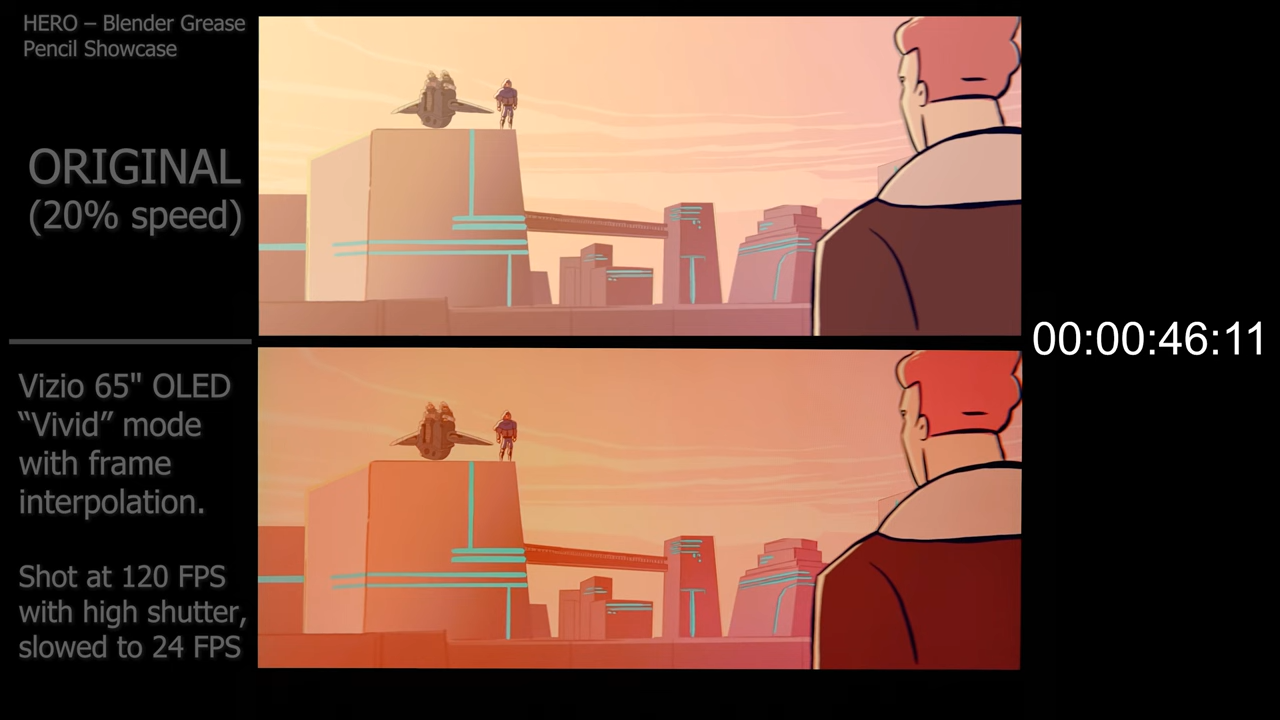 HERO – Blender Grease
Pencil Showcase
ORIGINAL
(20% speed)
00:00:46:11
Vizio 65" OLED
“Vivid” mode
with frame
interpolation.
Shot at 120 FPS
with high shutter,
slowed to 24 FPS